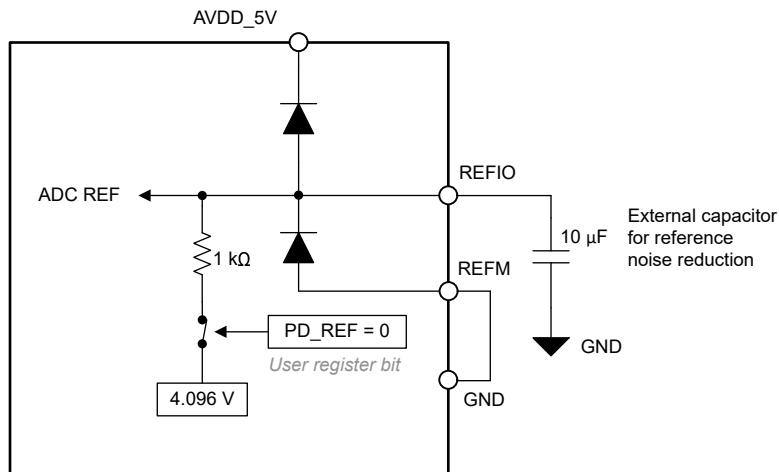 AVDD_5V
ADC REF
REFIO
1 kΩ
10 µF
External capacitor
for reference
noise reduction
REFM
PD_REF = 0
User register bit
GND
4.096 V
GND